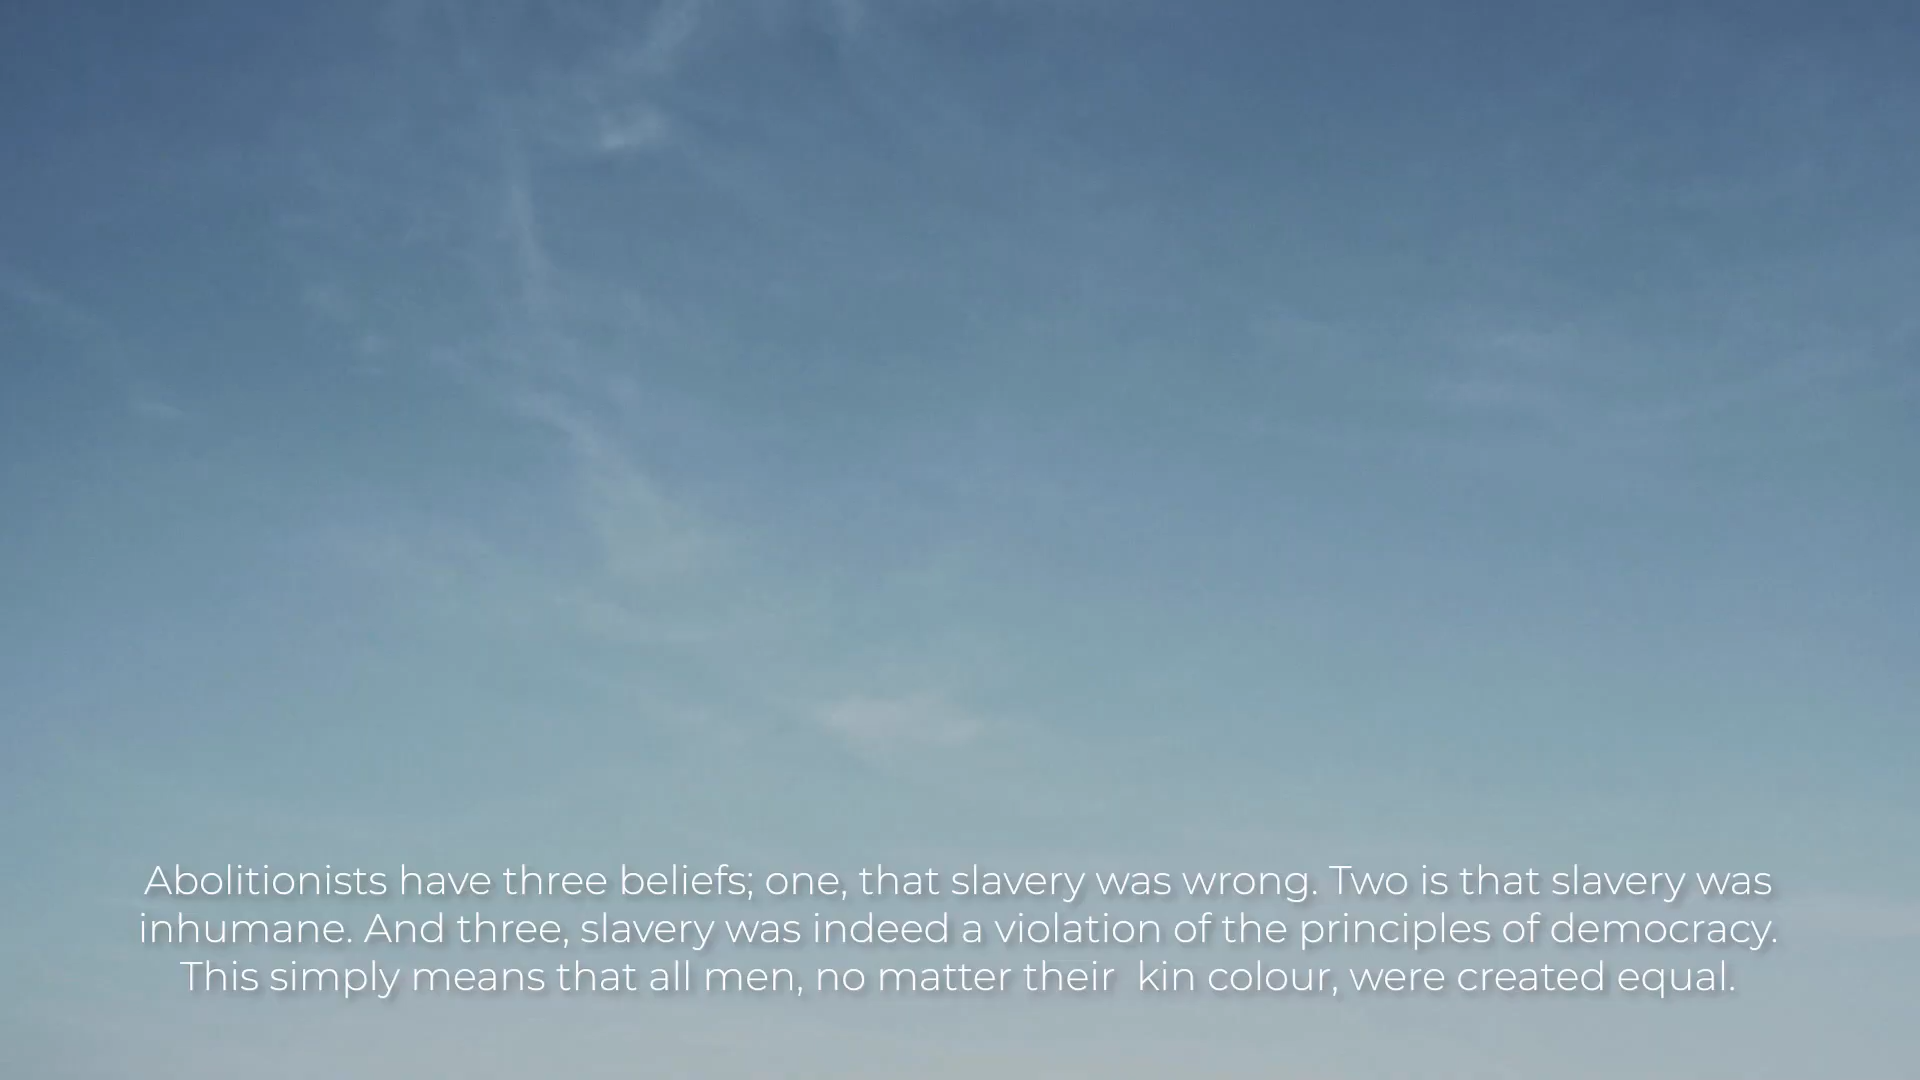 Abolitionists have three beliefs; one, that slavery was wrong. Two is that slavery was
inhumane. And three, slavery was indeed a violation of the principles of democracy.
This simply means that all men, no matter their  kin colour, were created equal.